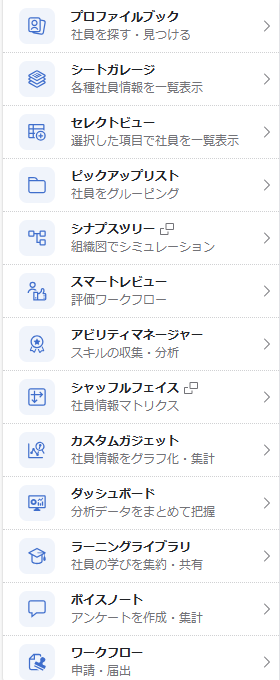 プロファイルブック
社員を探す・見つける
シートガレージ
各種社員情報を一覧表示
セレクトビュー
選択した項目で社員を一覧表示
ピックアップリスト
社員をグルーピング
シナプスツリー
組織図でシミュレーション
スマートレビュー
評価ワークフロー
アビリティマネージャー
スキルの収集・分析
シャッフルフェイス
社員情報マトリクス
カスタムガジェット
社員情報をグラフ化・集計
ダッシュボード
分析データをまとめて把握
ラーニングライブラリ
社員の学びを集約・共有
ボイスノート
アンケートを作成・集計
ワークフロー
申請・届出